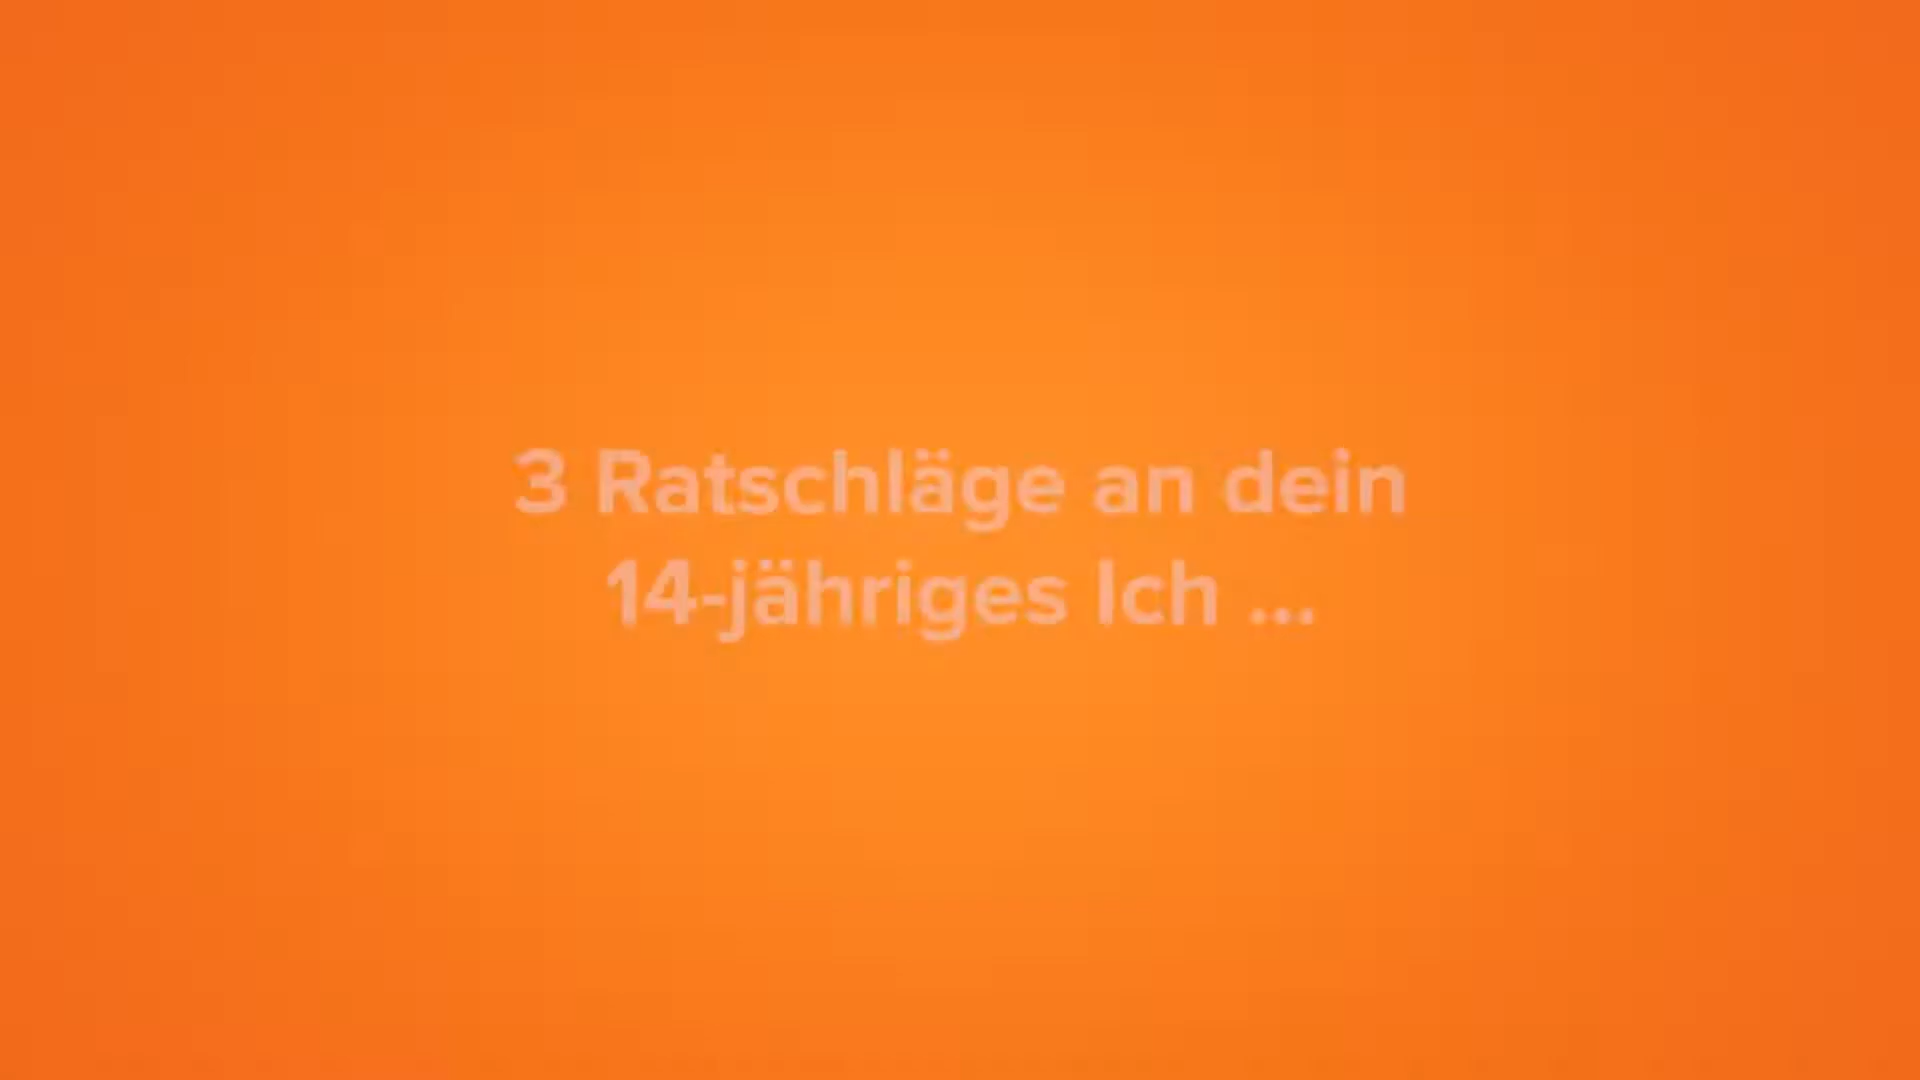 3 Ratschläge an dein
14-jähriges Ich ...